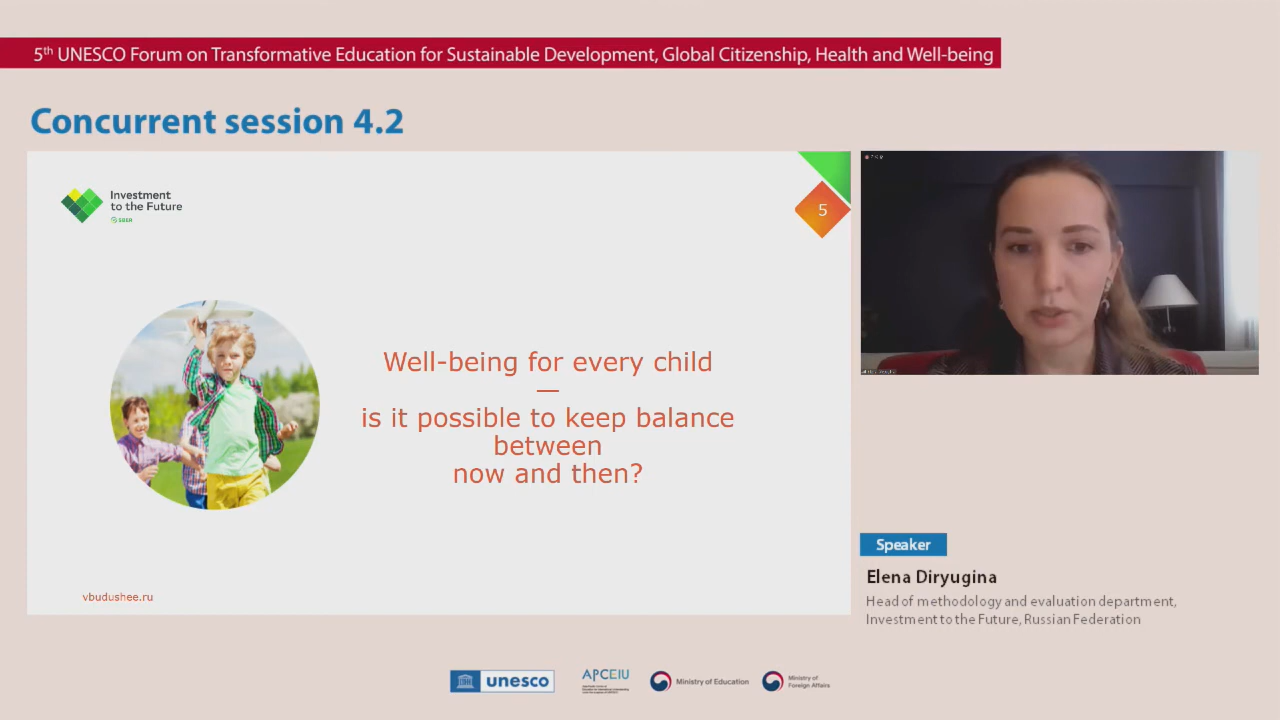 5th UNESCO Forum on Transformative Education for Sustainable Development, Global Citizenship, Health and Well-being
Concurrent session 4.2
Investment
to the Future
SBER
5
Well-being for every child
—
is it possible to keep balance
between
now and then?
vbudushee.ru
Speaker
Elena Diryugina
Head of methodology and evaluation department,
Investment to the Future, Russian Federation
unesco
APCEIU
Ministry of Education
Ministry of
Foreign Affairs